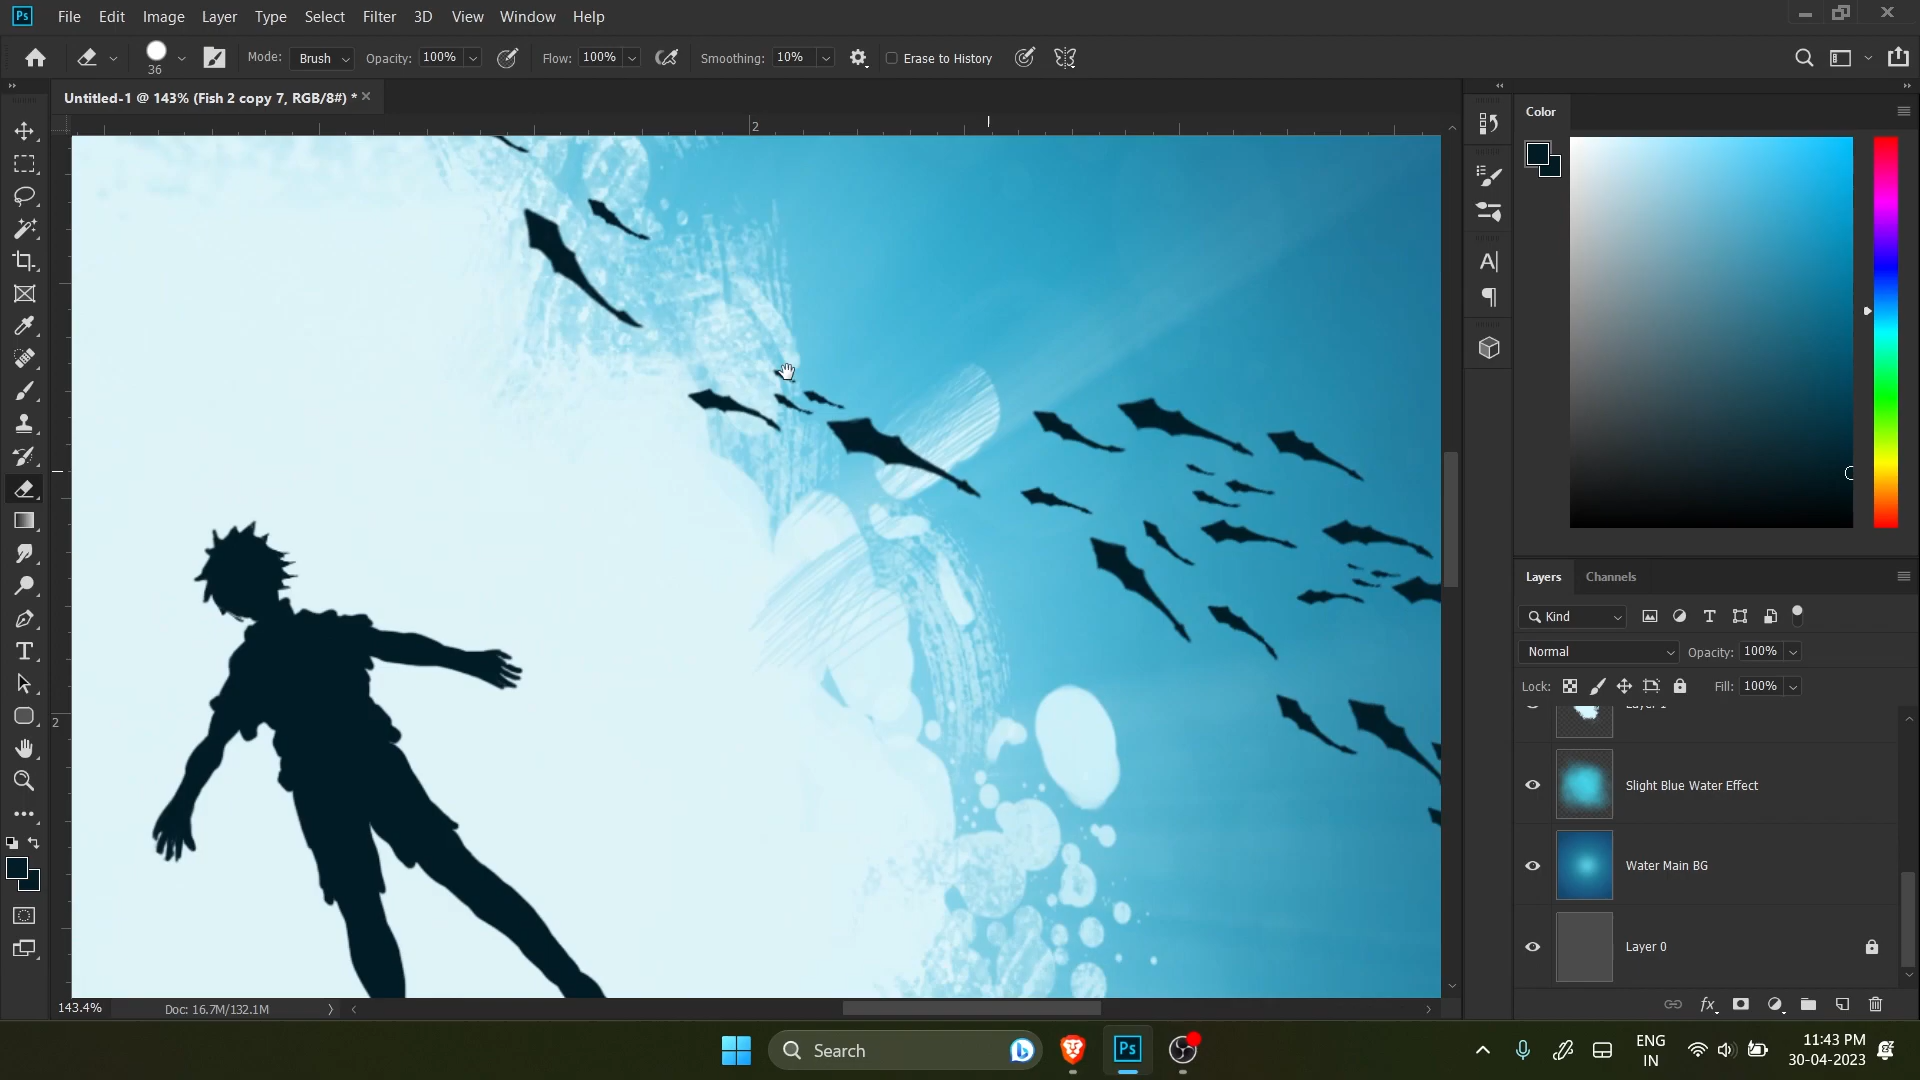 Ps File Edit Image Layer Type Select Filter 3D View Window Help
36 Mode: Brush Opacity: 100% Flow: 100% Smoothing: 10% Erase to History
Untitled-1 @ 143% (Fish 2 copy 7, RGB/8#) *
2
2
Color
Layers Channels
Kind
Normal Opacity: 100%
Lock: Fill: 100%
Slight Blue Water Effect
Water Main BG
Layer 0
143.4% Doc: 16.7M/132.1M
fx
Search
Ps
ENG
IN
11:43 PM
30-04-2023